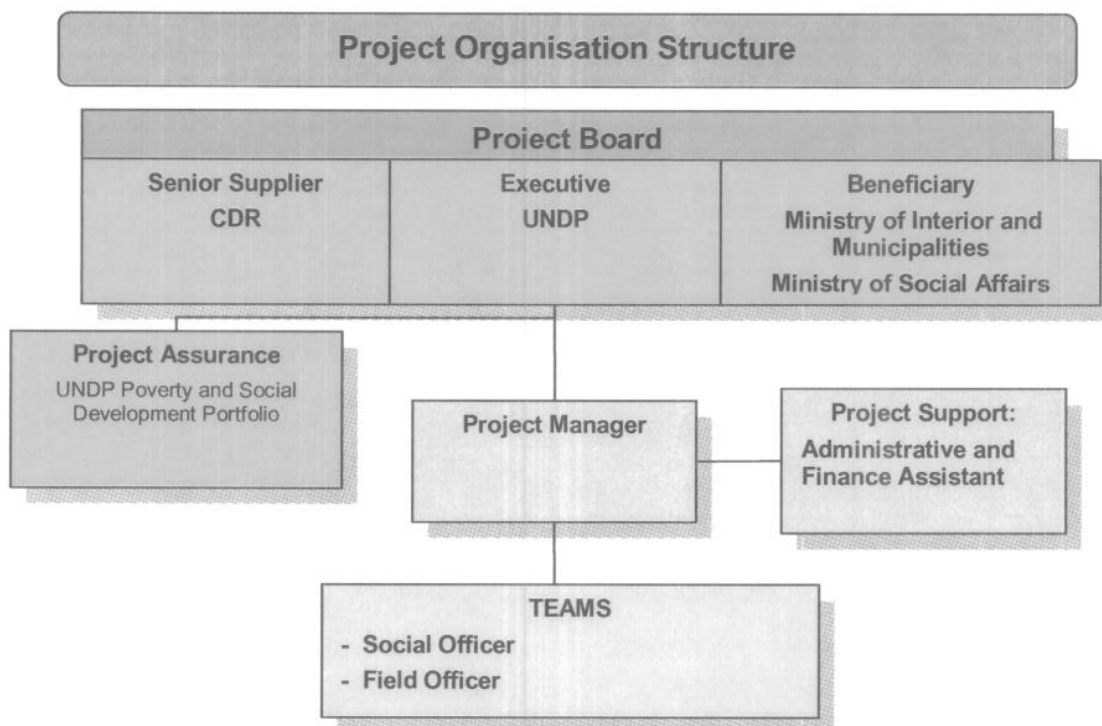 Project Organisation Structure
Proiect Board
Senior Supplier
CDR
Executive
UNDP
Beneficiary
Ministry of Interior and
Municipalities
Ministry of Social Affairs
Project Assurance
UNDP Poverty and Social
Development Portfolio
Project Manager
Project Support:
Administrative and
Finance Assistant
TEAMS
- Social Officer
- Field Officer